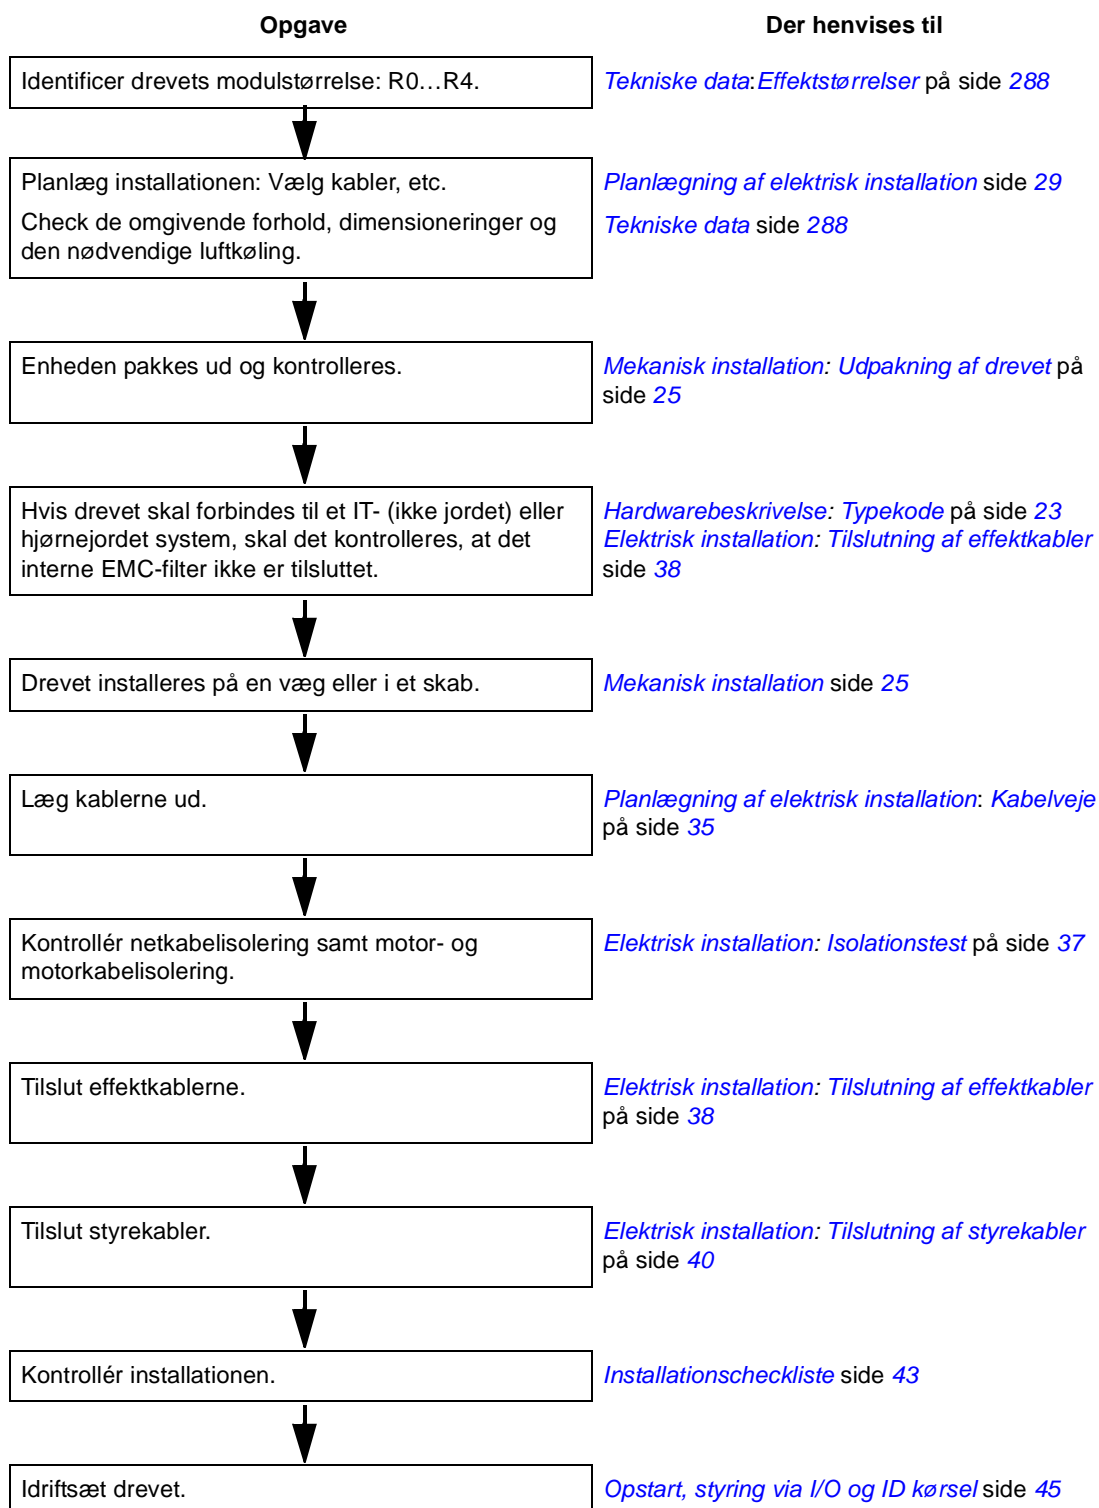 Opgave
Der henvises til
Identificer drevets modulstørrelse: R0…R4.
Tekniske data:Effektstørrelser på side 288
Planlæg installationen: Vælg kabler, etc.
Check de omgivende forhold, dimensioneringer og
den nødvendige luftkøling.
Planlægning af elektrisk installation side 29
Tekniske data side 288
Enheden pakkes ud og kontrolleres.
Mekanisk installation: Udpakning af drevet på
side 25
Hvis drevet skal forbindes til et IT- (ikke jordet) eller
hjørnejordet system, skal det kontrolleres, at det
interne EMC-filter ikke er tilsluttet.
Hardwarebeskrivelse: Typekode på side 23
Elektrisk installation: Tilslutning af effektkabler
side 38
Drevet installeres på en væg eller i et skab.
Mekanisk installation side 25
Læg kablerne ud.
Planlægning af elektrisk installation: Kabelveje
på side 35
Kontrollér netkabelisolering samt motor- og
motorkabelisolering.
Elektrisk installation: Isolationstest på side 37
Tilslut effektkablerne.
Elektrisk installation: Tilslutning af effektkabler
på side 38
Tilslut styrekabler.
Elektrisk installation: Tilslutning af styrekabler
på side 40
Kontrollér installationen.
Installationscheckliste side 43
Idriftsæt drevet.
Opstart, styring via I/O og ID kørsel side 45